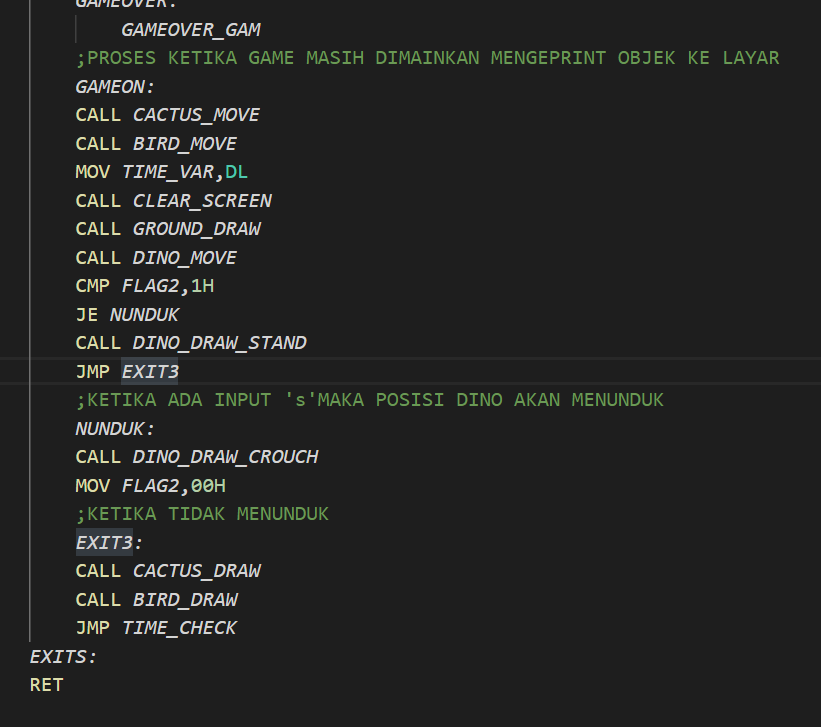 GAMEOVER:
GAMEOVER_GAM
;PROSES KETIKA GAME MASIH DIMAINKAN MENGEPRINT OBJEK KE LAYAR
GAMEON:
CALL CACTUS_MOVE
CALL BIRD_MOVE
MOV TIME_VAR,DL
CALL CLEAR_SCREEN
CALL GROUND_DRAW
CALL DINO_MOVE
CMP FLAG2,1H
JE NUNDUK
CALL DINO_DRAW_STAND
JMP EXIT3
;KETIKA ADA INPUT 's'MAKA POSISI DINO AKAN MENUNDUK
NUNDUK:
CALL DINO_DRAW_CROUCH
MOV FLAG2,00H
;KETIKA TIDAK MENUNDUK
EXIT3:
CALL CACTUS_DRAW
CALL BIRD_DRAW
JMP TIME_CHECK
EXITS:
RET